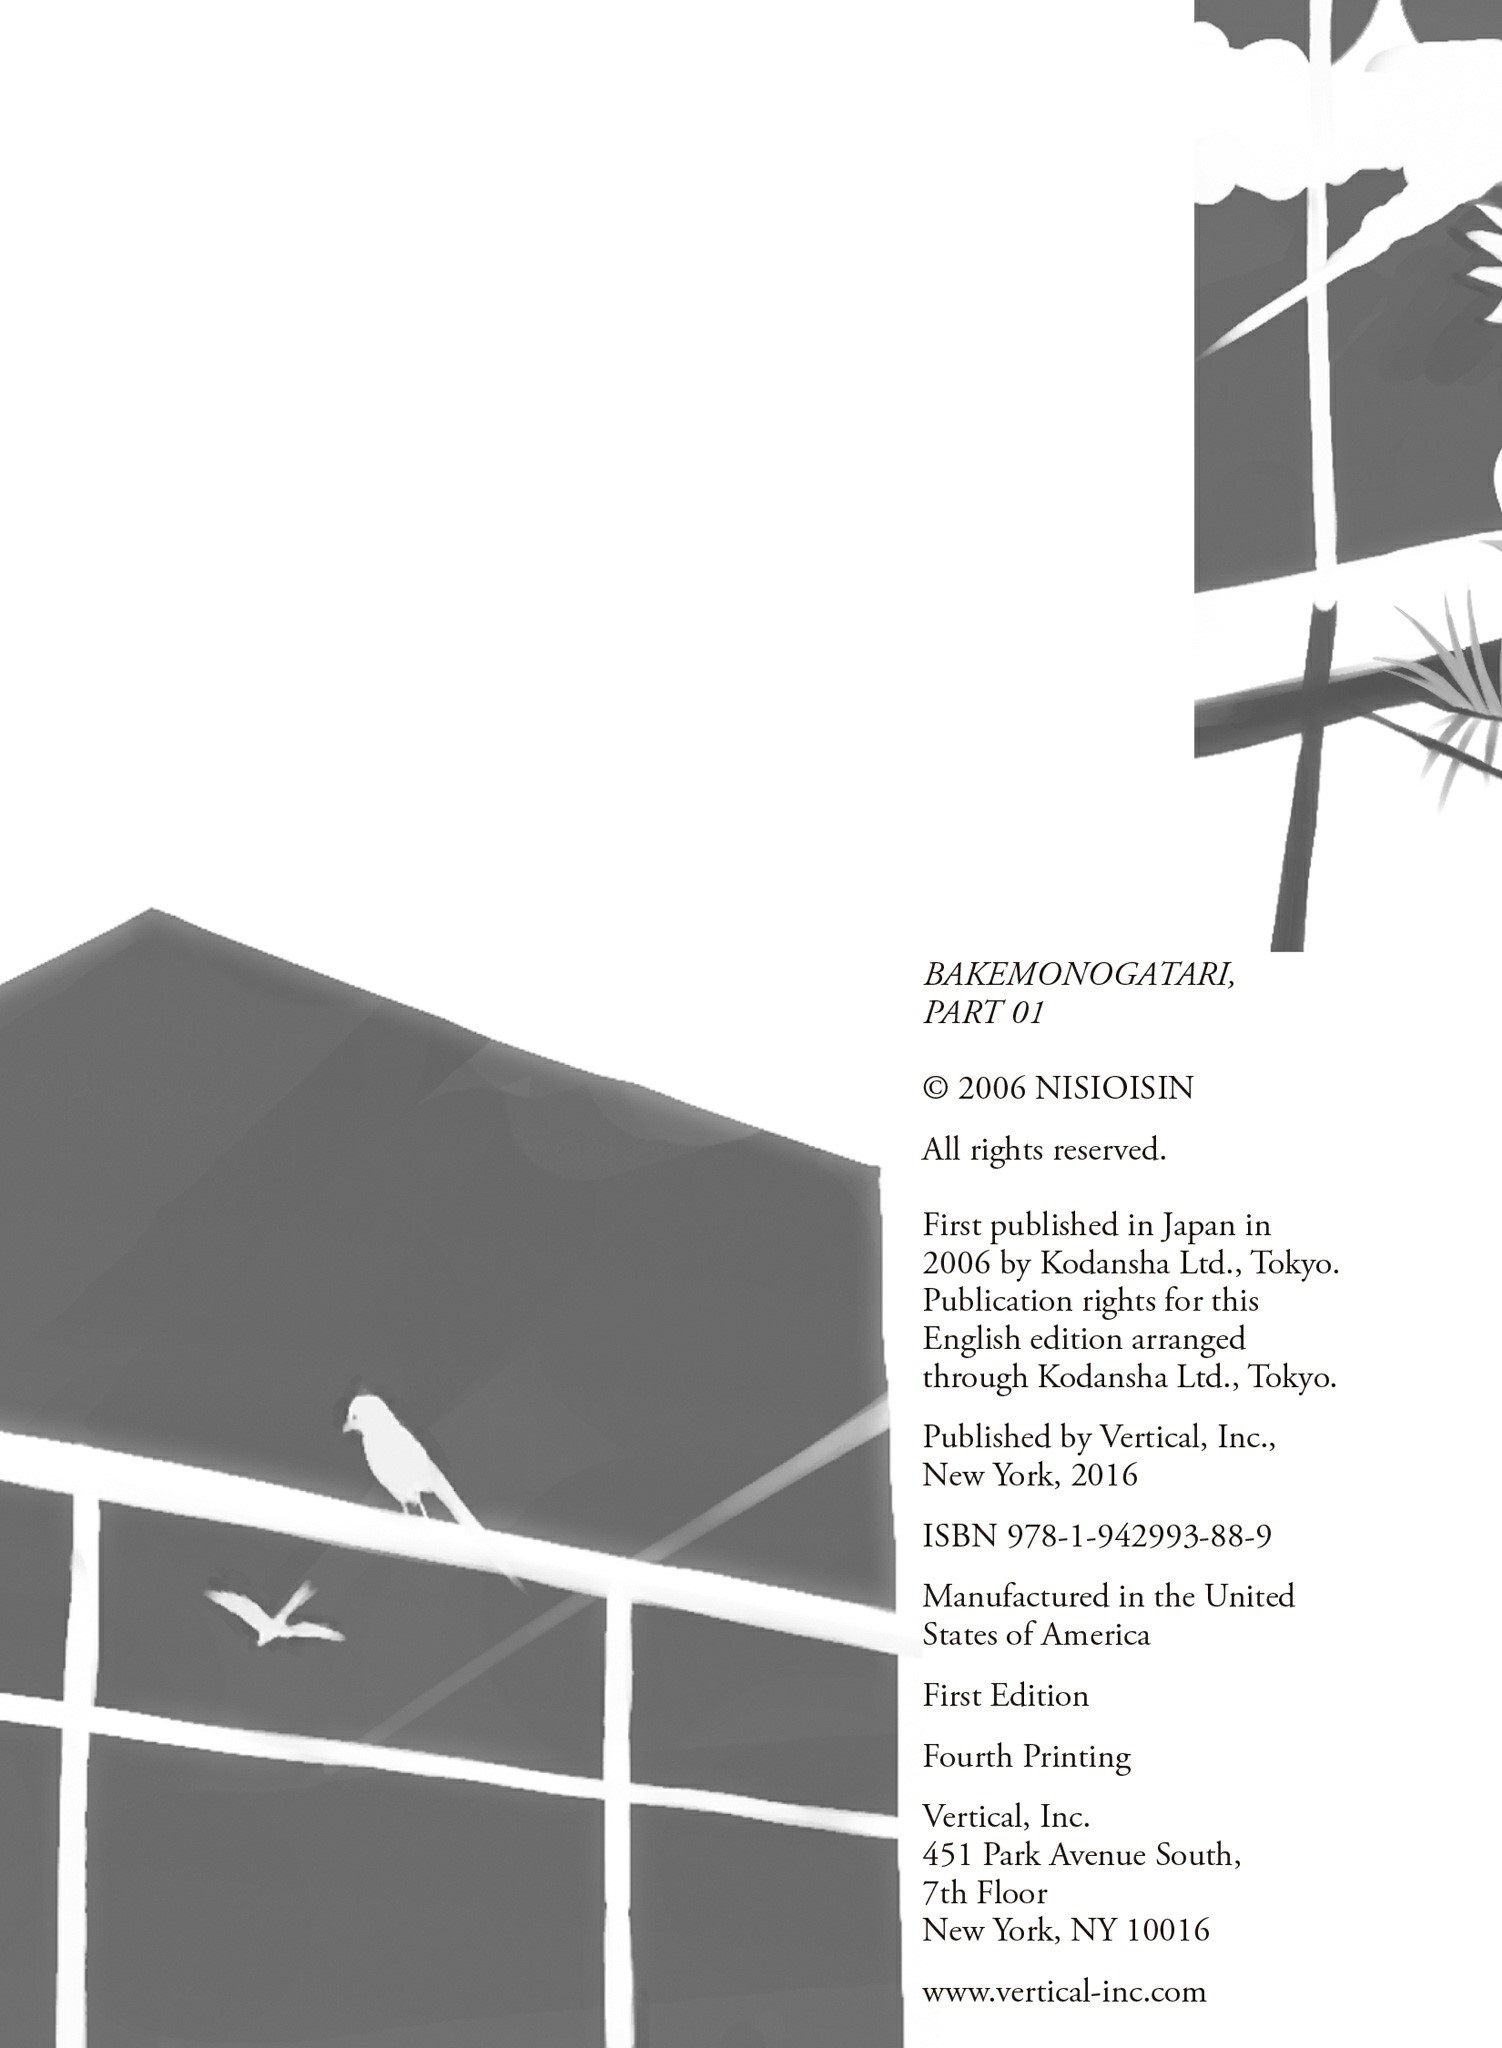 BAKEMONOGATARI,
PART 01
© 2006 NISIOISIN
All rights reserved.
First published in Japan in
2006 by Kodansha Ltd., Tokyo.
Publication rights for this
English edition arranged
through Kodansha Ltd., Tokyo.
Published by Vertical, Inc.,
New York, 2016
ISBN 978-1-942993-88-9
Manufactured in the United
States of America
First Edition
Fourth Printing
Vertical, Inc.
451 Park Avenue South,
7th Floor
New York, NY 10016
www.vertical-inc.com